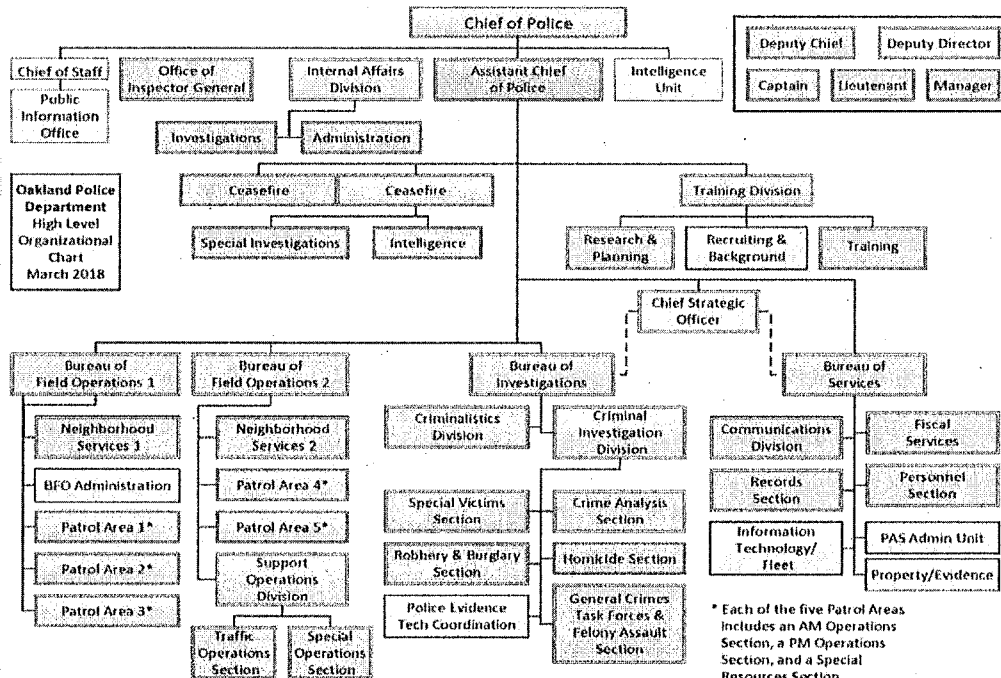 Chief of Police
Deputy Chief
Deputy Director
Captain
Lieutenant
Manager
Chief of Staff
Public
Information
Office
Office of
Inspector General
Internal Affairs
Division
Assistant Chief
of Police
Intelligence
Unit
Investigations
Administration
Oakland Police
Department
High Level
Organizational
Chart
March 2018
Ceasefire
Ceasefire
Training Division
Special Investigations
Intelligence
Research &
Planning
Recruiting &
Background
Training
Chief Strategic
Officer
Bureau of
Field Operations 1
Bureau of
Field Operations 2
Bureau of
Investigations
Bureau of
Services
Neighborhood
Services 1
BFO Administration
Patrol Area 1*
Patrol Area 2*
Patrol Area 3*
Neighborhood
Services 2
Patrol Area 4*
Patrol Area 5*
Support
Operations
Division
Traffic
Operations
Section
Special
Operations
Section
Criminalistics
Division
Criminal
Investigation
Division
Special Victims
Section
Crime Analysis
Section
Robbery & Burglary
Section
Homicide Section
Police Evidence
Tech Coordination
General Crimes
Task Forces &
Felony Assault
Section
Communications
Division
Fiscal
Services
Records
Section
Personnel
Section
Information
Technology/
Fleet
PAS Admin Unit
Property/Evidence
* Each of the five Patrol Areas
includes an AM Operations
Section, a PM Operations
Section, and a Special
Resources Section